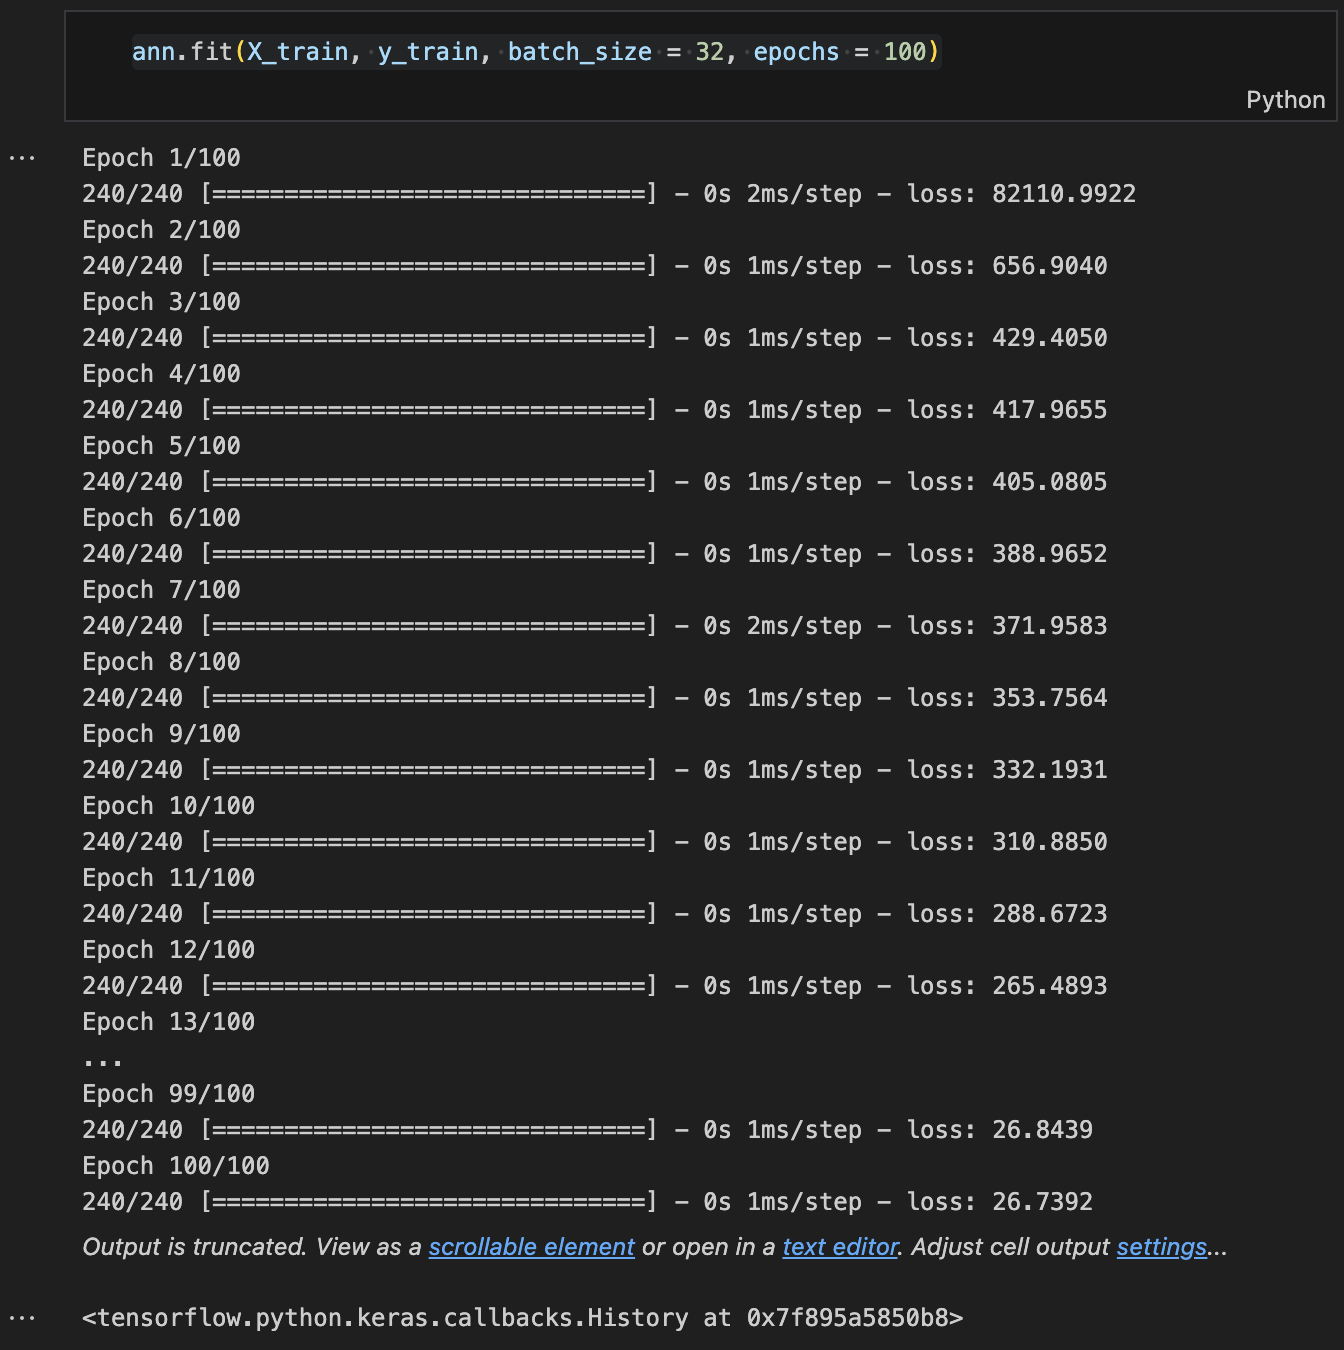 ann.fit(X_train, y_train, batch_size = 32, epochs = 100)
Python
... Epoch 1/100
240/240 [==============================] - 0s 2ms/step - loss: 82110.9922
Epoch 2/100
240/240 [==============================] - 0s 1ms/step - loss: 656.9040
Epoch 3/100
240/240 [==============================] - 0s 1ms/step - loss: 429.4050
Epoch 4/100
240/240 [==============================] - 0s 1ms/step - loss: 417.9655
Epoch 5/100
240/240 [==============================] - 0s 1ms/step - loss: 405.0805
Epoch 6/100
240/240 [==============================] - 0s 1ms/step - loss: 388.9652
Epoch 7/100
240/240 [==============================] - 0s 2ms/step - loss: 371.9583
Epoch 8/100
240/240 [==============================] - 0s 1ms/step - loss: 353.7564
Epoch 9/100
240/240 [==============================] - 0s 1ms/step - loss: 332.1931
Epoch 10/100
240/240 [==============================] - 0s 1ms/step - loss: 310.8850
Epoch 11/100
240/240 [==============================] - 0s 1ms/step - loss: 288.6723
Epoch 12/100
240/240 [==============================] - 0s 1ms/step - loss: 265.4893
Epoch 13/100
...
Epoch 99/100
240/240 [==============================] - 0s 1ms/step - loss: 26.8439
Epoch 100/100
240/240 [==============================] - 0s 1ms/step - loss: 26.7392
Output is truncated. View as a scrollable element or open in a text editor. Adjust cell output settings...
... <tensorflow.python.keras.callbacks.History at 0x7f895a5850b8>